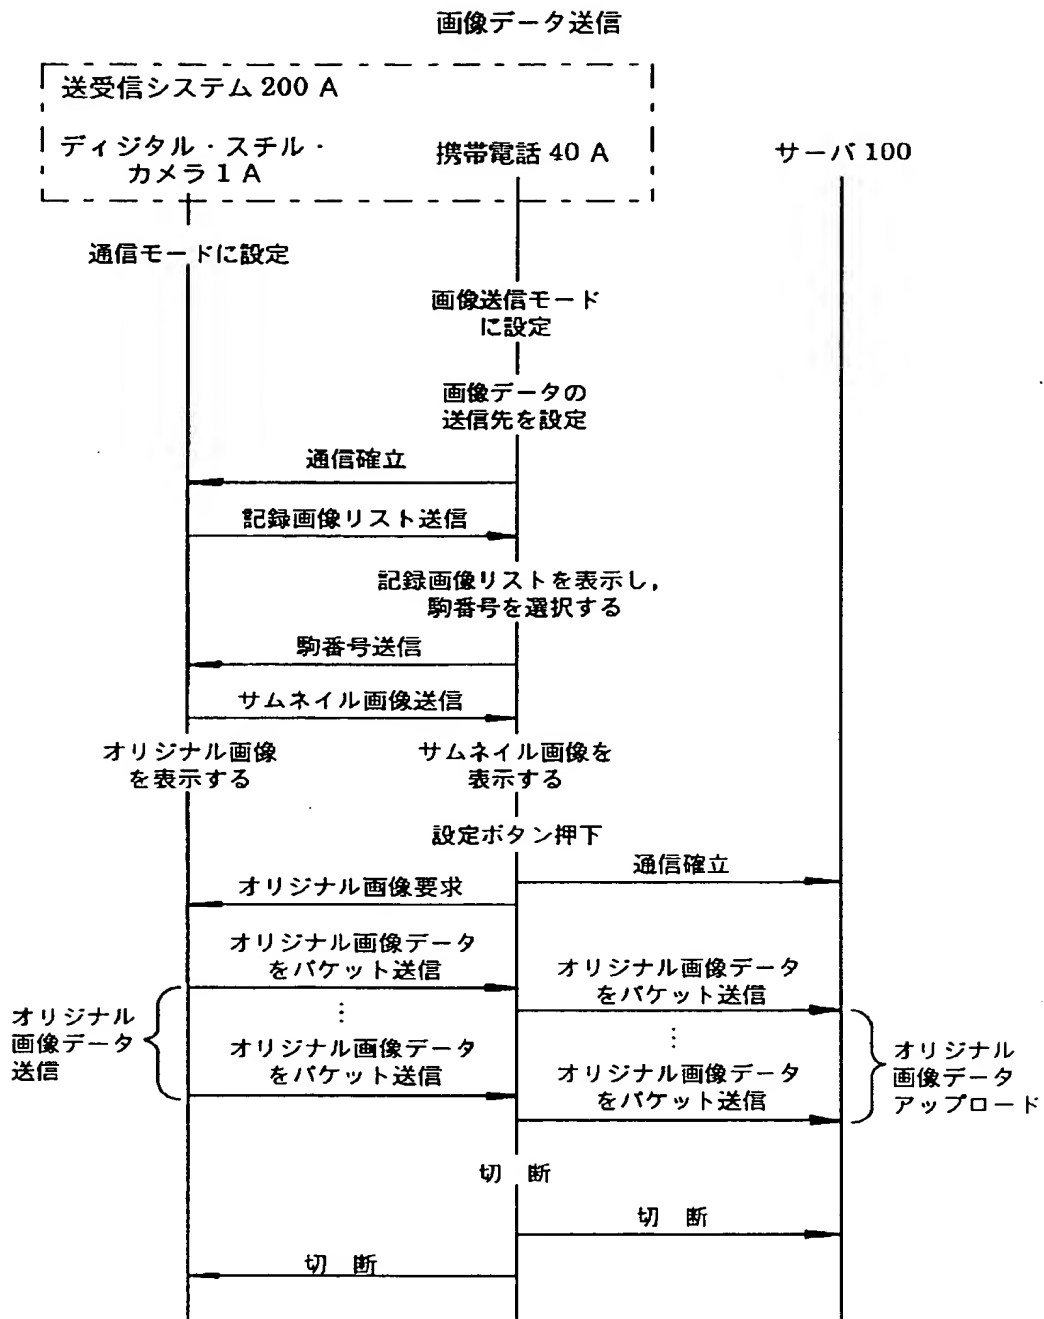 画像データ送信
送受信システム 200 A
ディジタル・スチル・
カメラ 1 A
携帯電話 40 A
サーバ 100
通信モードに設定
画像送信モード
に設定
画像データの
送信先を設定
通信確立
記録画像リスト送信
記録画像リストを表示し,
駒番号を選択する
駒番号送信
サムネイル画像送信
オリジナル画像
を表示する
サムネイル画像を
表示する
設定ボタン押下
通信確立
オリジナル画像要求
オリジナル画像データ
をパケット送信
オリジナル画像データ
をパケット送信
⋮
⋮
オリジナル
画像データ
送信
オリジナル画像データ
をパケット送信
オリジナル画像データ
をパケット送信
オリジナル
画像データ
アップロード
切 断
切 断
切 断